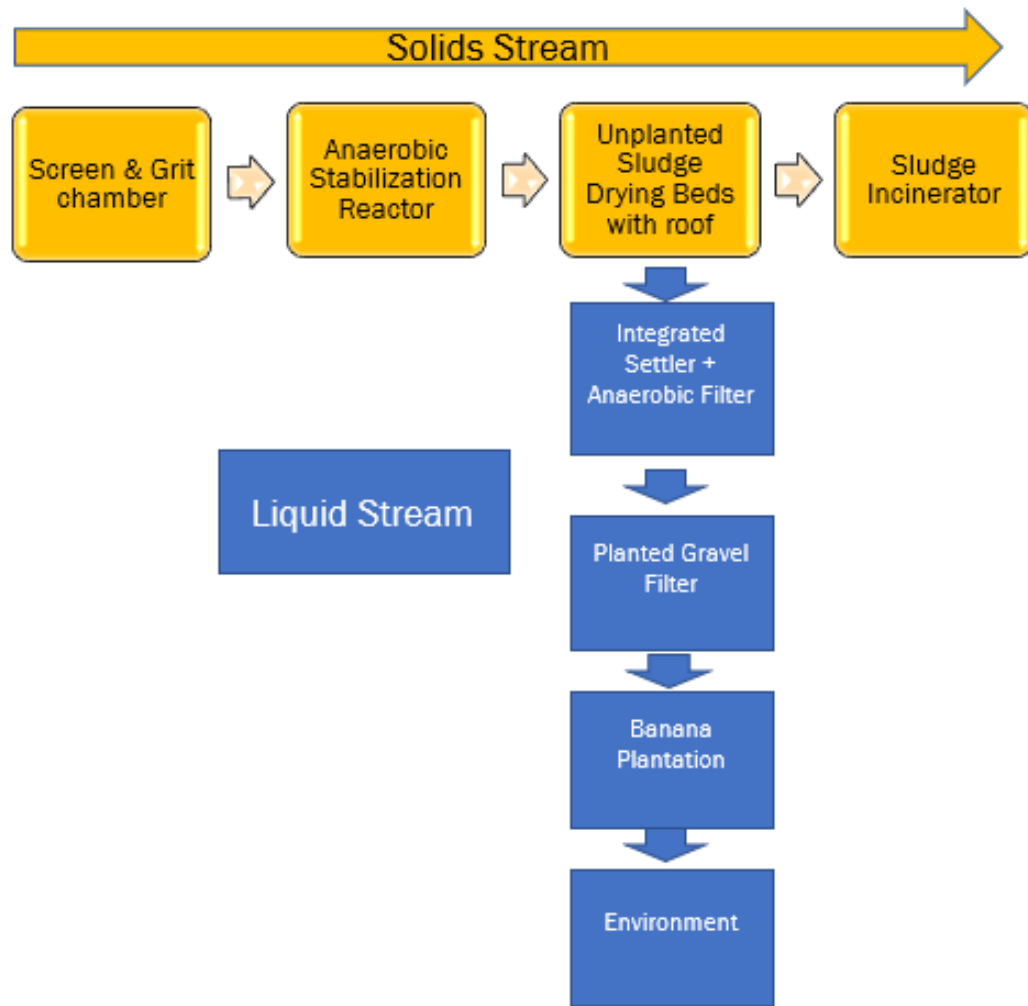 Solids Stream
Screen & Grit
chamber
Anaerobic
Stabilization
Reactor
Unplanted
Sludge
Drying Beds
with roof
Sludge
Incinerator
Integrated
Settler +
Anaerobic Filter
Liquid Stream
Planted Gravel
Filter
Banana
Plantation
Environment